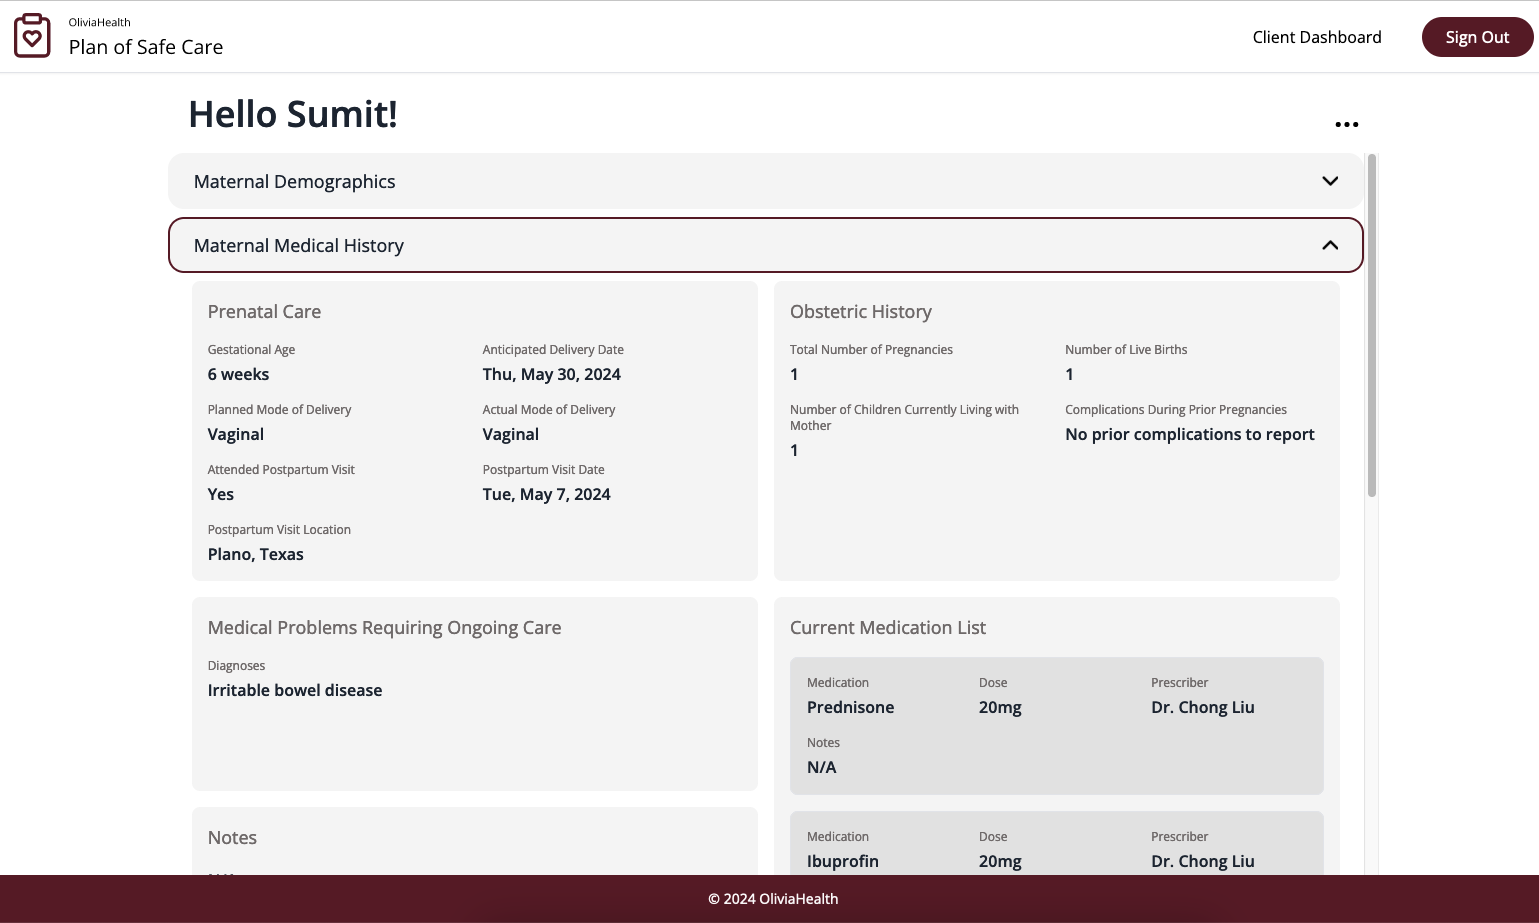 OliviaHealth
Plan of Safe Care
Client Dashboard
Sign Out
Hello Sumit!
Maternal Demographics
Maternal Medical History
Prenatal Care
Gestational Age
6 weeks
Anticipated Delivery Date
Thu, May 30, 2024
Planned Mode of Delivery
Vaginal
Actual Mode of Delivery
Vaginal
Attended Postpartum Visit
Yes
Postpartum Visit Date
Tue, May 7, 2024
Postpartum Visit Location
Plano, Texas
Obstetric History
Total Number of Pregnancies
1
Number of Live Births
1
Number of Children Currently Living with
Mother
1
Complications During Prior Pregnancies
No prior complications to report
Medical Problems Requiring Ongoing Care
Diagnoses
Irritable bowel disease
Current Medication List
Medication
Prednisone
Dose
20mg
Prescriber
Dr. Chong Liu
Notes
N/A
Medication
Ibuprofin
Dose
20mg
Prescriber
Dr. Chong Liu
Notes
© 2024 OliviaHealth